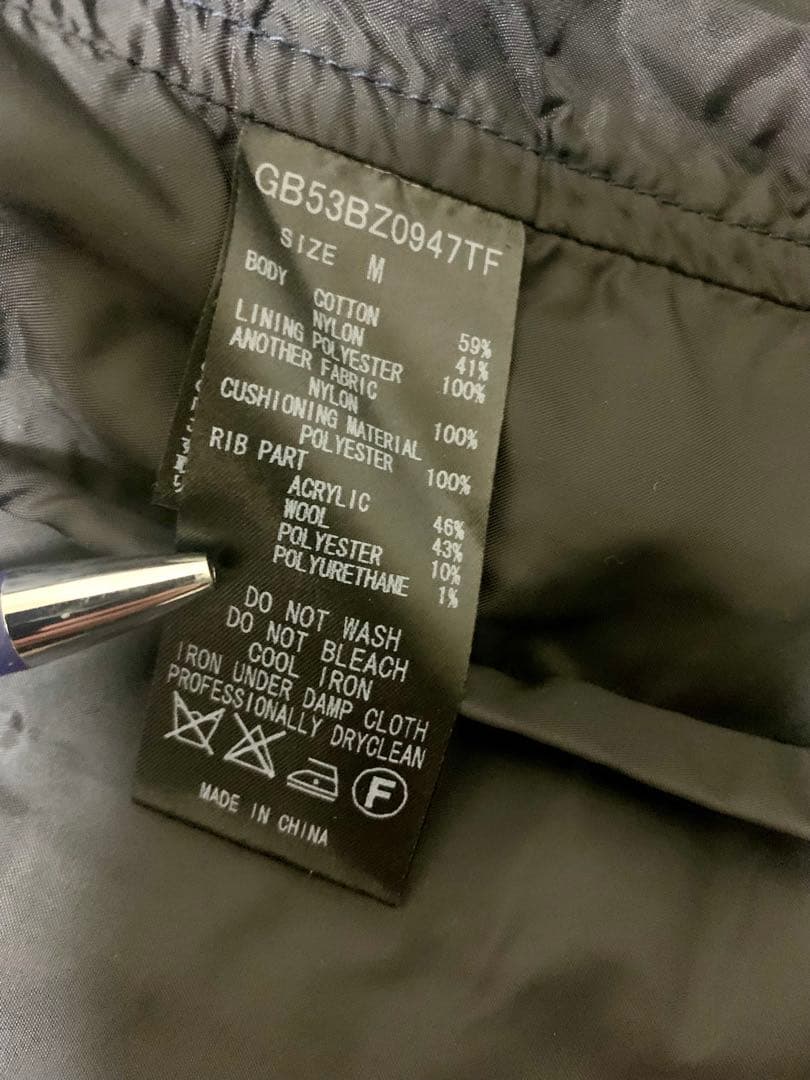 GB53BZ0947TF
SIZE M
BODY
COTTON 59%
NYLON 41%
LINING POLYESTER 100%
ANOTHER FABRIC
NYLON 100%
CUSHIONING MATERIAL
POLYESTER 100%
RIB PART
ACRYLIC 46%
WOOL 43%
POLYESTER 10%
POLYURETHANE 1%
DO NOT WASH
DO NOT BLEACH
COOL IRON
IRON UNDER DAMP CLOTH
PROFESSIONALLY DRYCLEAN
F
MADE IN CHINA